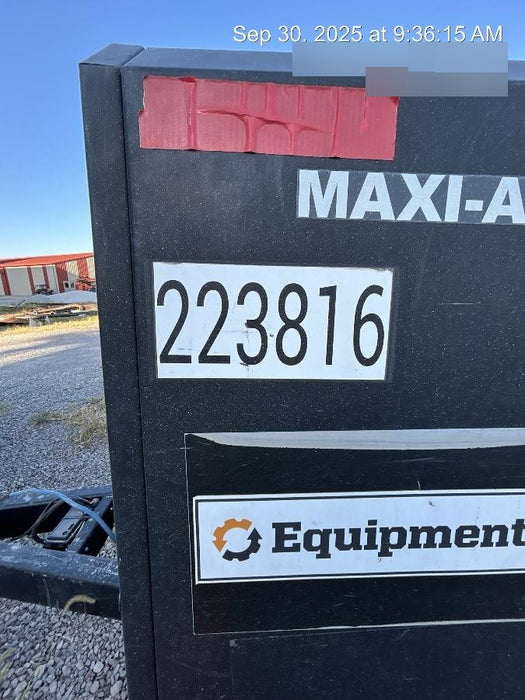 Sep 30. 2025 at 9:36:15 AM
MAXI-A
223816
Equipment